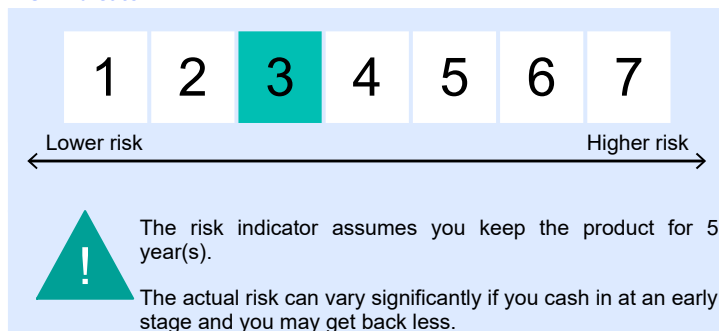 1 2 3 4 5 6 7
Lower risk Higher risk
!
The risk indicator assumes you keep the product for 5
year(s).
The actual risk can vary significantly if you cash in at an early
stage and you may get back less.